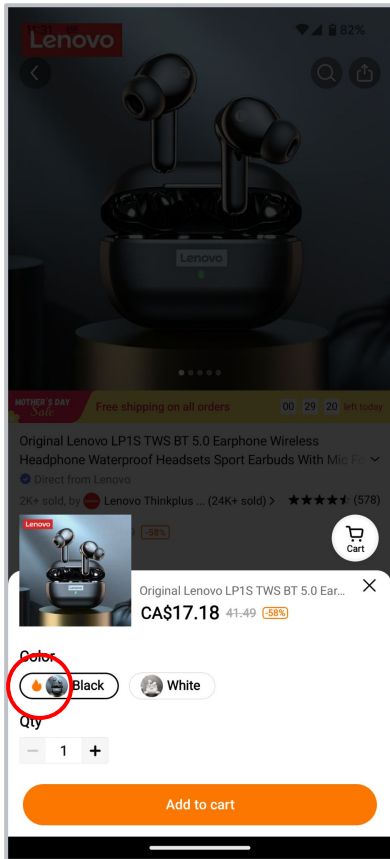 Lenovo
82%
Lenovo
MOTHER'S DAY
Sale
Free shipping on all orders
00 29 20 left today
Original Lenovo LP1S TWS BT 5.0 Earphone Wireless
Headphone Waterproof Headsets Sport Earbuds With Mic
Direct from Lenovo
2K+ sold, by Lenovo Thinkplus ... (24K+ sold) > (578)
-58%
Cart
Lenovo
Original Lenovo LP1S TWS BT 5.0 Ear...
CA$17.18 41.49 -58%
Color
Black
White
Qty
1
Add to cart